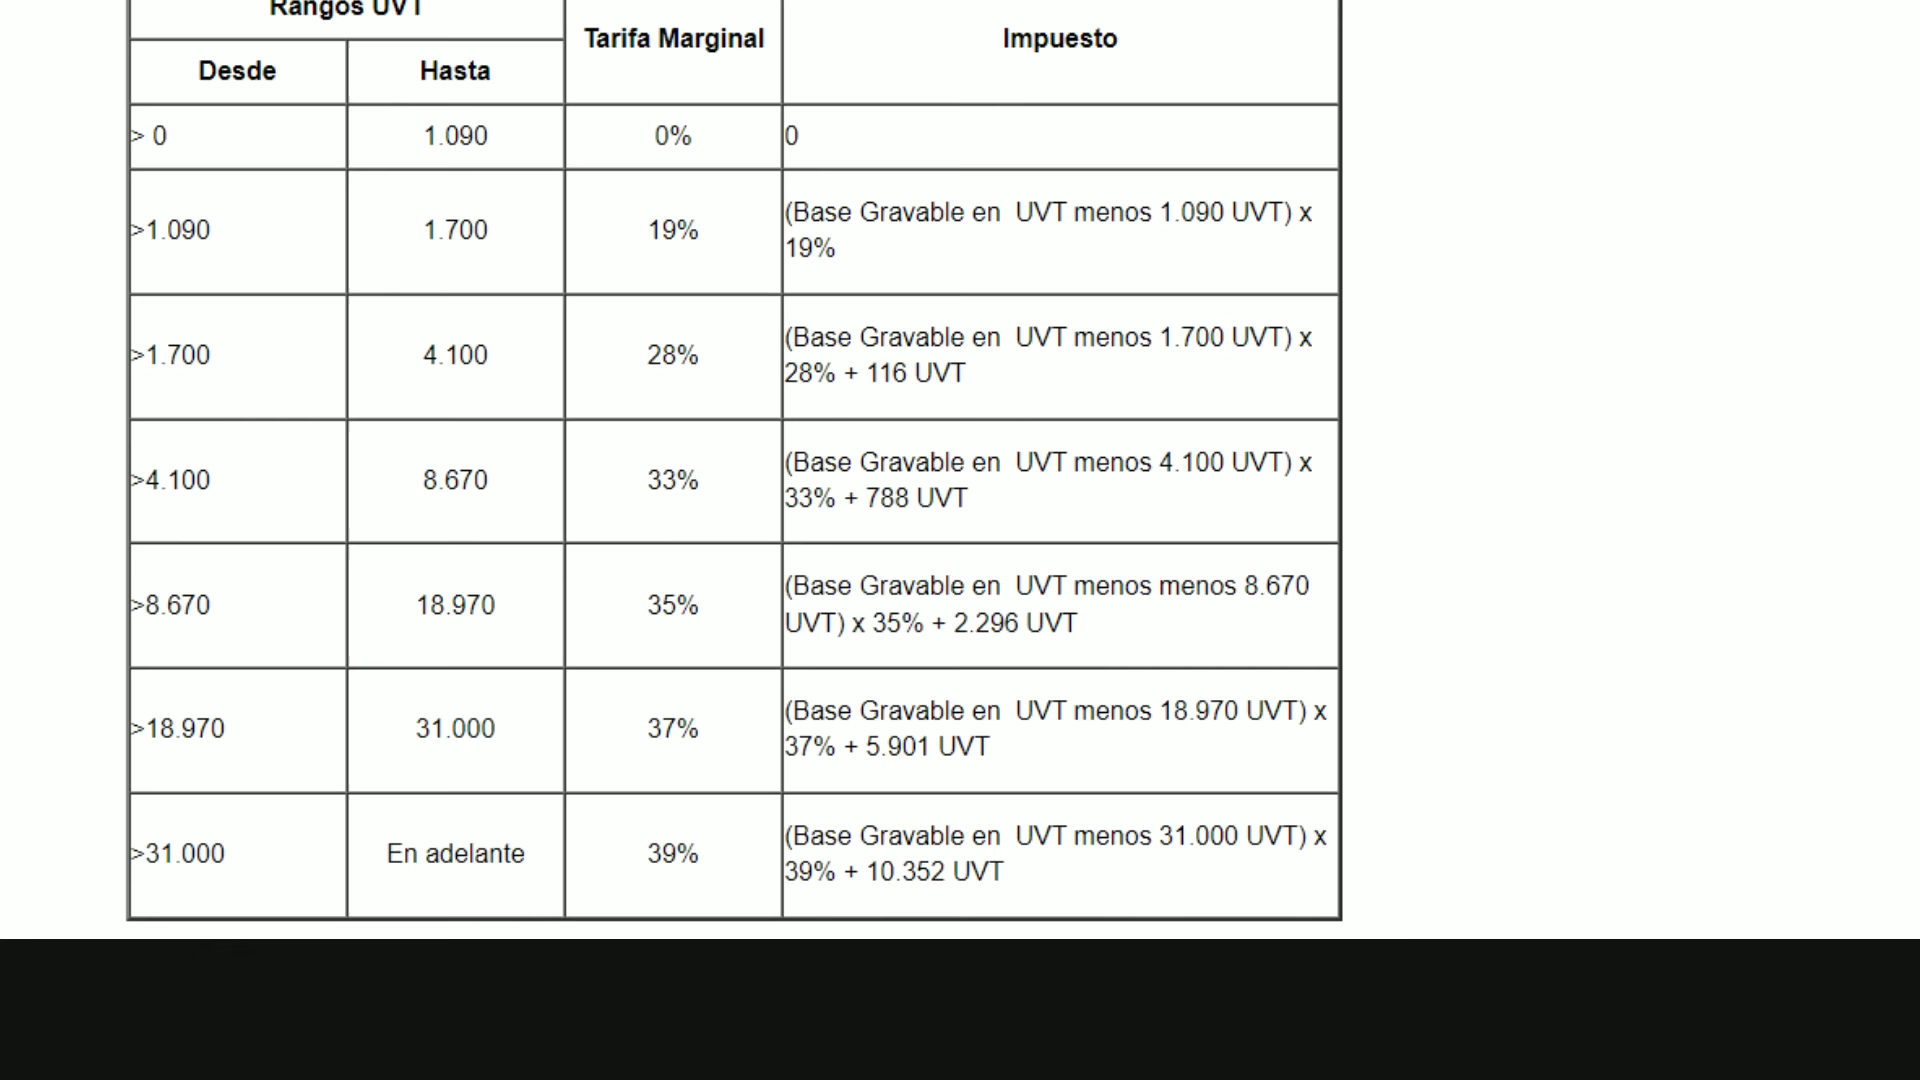 Rangos UVT
Tarifa Marginal
Impuesto
Desde
Hasta
> 0
1.090
0%
0
>1.090
1.700
19%
(Base Gravable en  UVT menos 1.090 UVT) x
19%
>1.700
4.100
28%
(Base Gravable en  UVT menos 1.700 UVT) x
28% + 116 UVT
>4.100
8.670
33%
(Base Gravable en  UVT menos 4.100 UVT) x
33% + 788 UVT
>8.670
18.970
35%
(Base Gravable en  UVT menos menos 8.670
UVT) x 35% + 2.296 UVT
>18.970
31.000
37%
(Base Gravable en  UVT menos 18.970 UVT) x
37% + 5.901 UVT
>31.000
En adelante
39%
(Base Gravable en  UVT menos 31.000 UVT) x
39% + 10.352 UVT